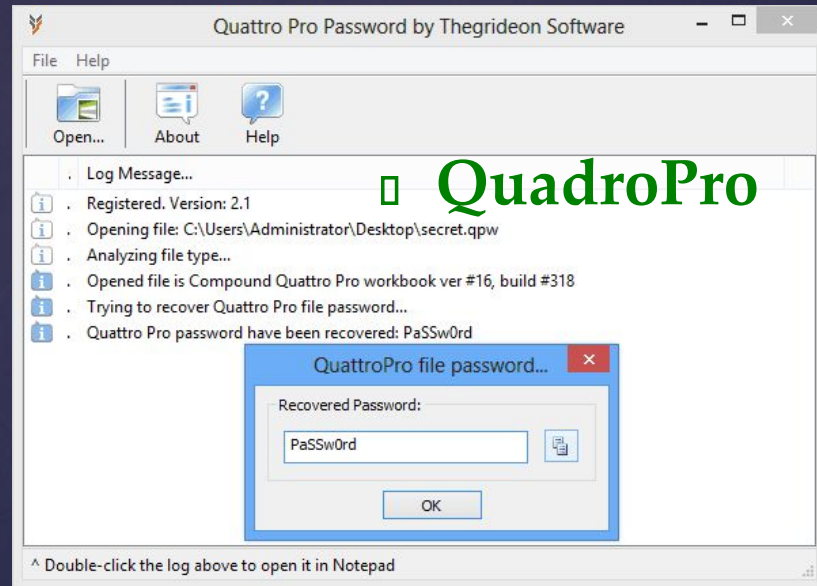 Quattro Pro Password by Thegrideon Software
File Help
Open... About Help
. Log Message...
QuadroPro
. Registered. Version: 2.1
. Opening file: C:\Users\Administrator\Desktop\secret.qpw
. Analyzing file type...
. Opened file is Compound Quattro Pro workbook ver #16, build #318
. Trying to recover Quattro Pro file password...
. Quattro Pro password have been recovered: PaSSw0rd
QuattroPro file password...
Recovered Password:
PaSSw0rd
OK
^ Double-click the log above to open it in Notepad